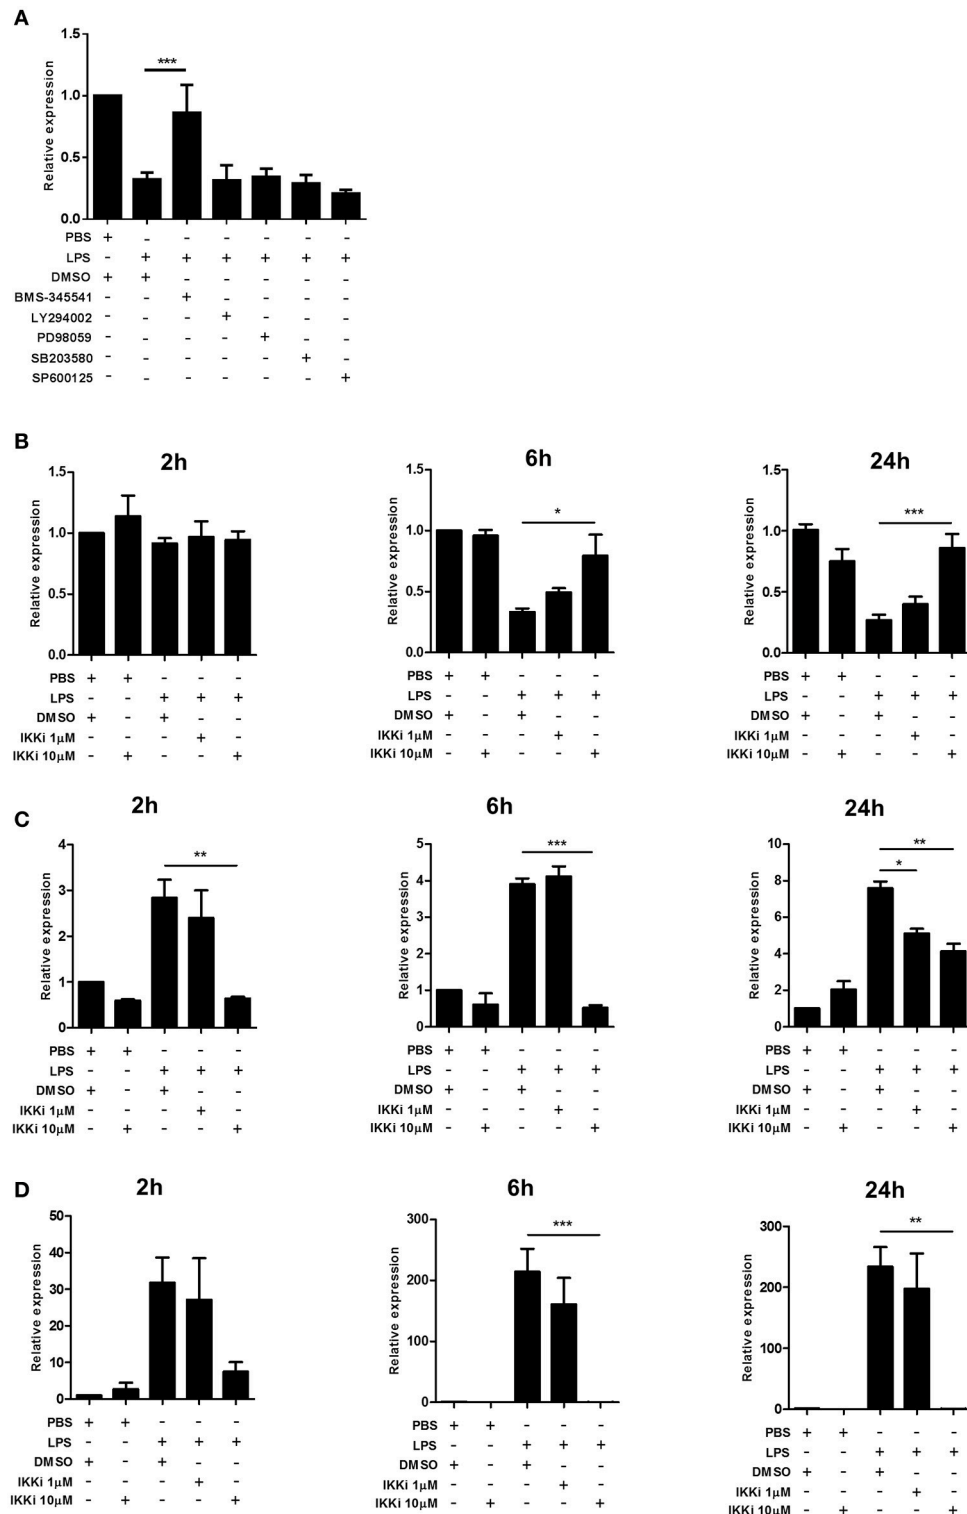 A
Relative expression
1.5
1.0
0.5
0.0
***
PBS + - - - - - -
LPS - + + + + + +
DMSO + + - - - - -
BMS-345541 - - + - - - -
LY294002 - - - + - - -
PD98059 - - - - + - -
SB203580 - - - - - + -
SP600125 - - - - - - +
B
2h
Relative expression
1.5
1.0
0.5
0.0
PBS + + - - -
LPS - - + + +
DMSO + - + - -
IKKi 1µM - - - + -
IKKi 10µM - + - - +
6h
Relative expression
1.5
1.0
0.5
0.0
*
PBS + + - - -
LPS - - + + +
DMSO + - + - -
IKKi 1µM - - - + -
IKKi 10µM - + - - +
24h
Relative expression
1.5
1.0
0.5
0.0
***
PBS + + - - -
LPS - - + + +
DMSO + - + - -
IKKi 1µM - - - + -
IKKi 10µM - + - - +
C
2h
Relative expression
4
3
2
1
0
**
PBS + + - - -
LPS - - + + +
DMSO + - + - -
IKKi 1µM - - - + -
IKKi 10µM - + - - +
6h
Relative expression
5
4
3
2
1
0
***
PBS + + - - -
LPS - - + + +
DMSO + - + - -
IKKi 1µM - - - + -
IKKi 10µM - + - - +
24h
Relative expression
10
8
6
4
2
0
**
*
PBS + + - - -
LPS - - + + +
DMSO + - + - -
IKKi 1µM - - - + -
IKKi 10µM - + - - +
D
2h
Relative expression
50
40
30
20
10
0
PBS + + - - -
LPS - - + + +
DMSO + - + - -
IKKi 1µM - - - + -
IKKi 10µM - + - - +
6h
Relative expression
300
200
100
0
***
PBS + + - - -
LPS - - + + +
DMSO + - + - -
IKKi 1µM - - - + -
IKKi 10µM - + - - +
24h
Relative expression
300
200
100
0
**
PBS + + - - -
LPS - - + + +
DMSO + - + - -
IKKi 1µM - - - + -
IKKi 10µM - + - - +